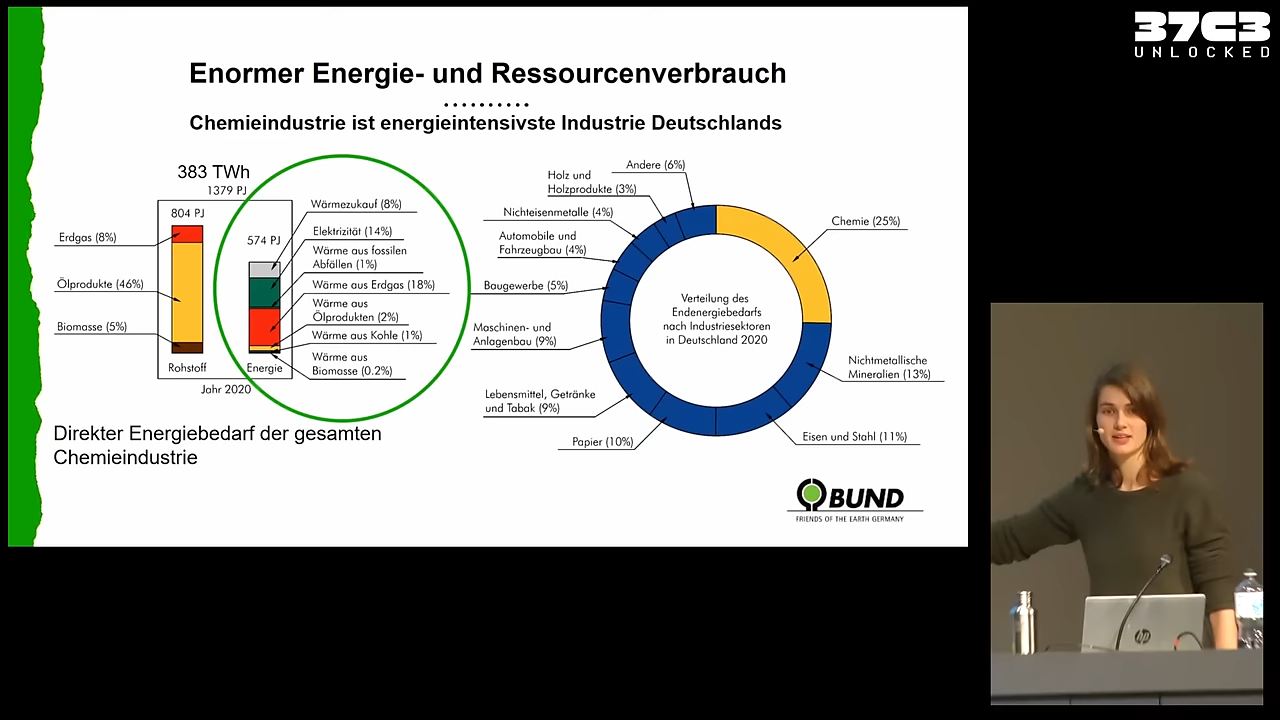 37C3
UNLOCKED
Enormer Energie- und Ressourcenverbrauch
Chemieindustrie ist energieintensivste Industrie Deutschlands
383 TWh
1379 PJ
804 PJ
574 PJ
Erdgas (8%)
Ölprodukte (46%)
Biomasse (5%)
Rohstoff
Energie
Jahr 2020
Wärmezukauf (8%)
Elektrizität (14%)
Wärme aus fossilen
Abfällen (1%)
Wärme aus Erdgas (18%)
Wärme aus
Ölprodukten (2%)
Wärme aus Kohle (1%)
Wärme aus
Biomasse (0.2%)
Direkter Energiebedarf der gesamten
Chemieindustrie
Andere (6%)
Holz und
Holzprodukte (3%)
Nichteisenmetalle (4%)
Automobile und
Fahrzeugbau (4%)
Baugewerbe (5%)
Maschinen- und
Anlagenbau (9%)
Lebensmittel, Getränke
und Tabak (9%)
Papier (10%)
Eisen und Stahl (11%)
Nichtmetallische
Mineralien (13%)
Chemie (25%)
Verteilung des
Endenergiebedarfs
nach Industriesektoren
in Deutschland 2020
BUND
FRIENDS OF THE EARTH GERMANY
hp